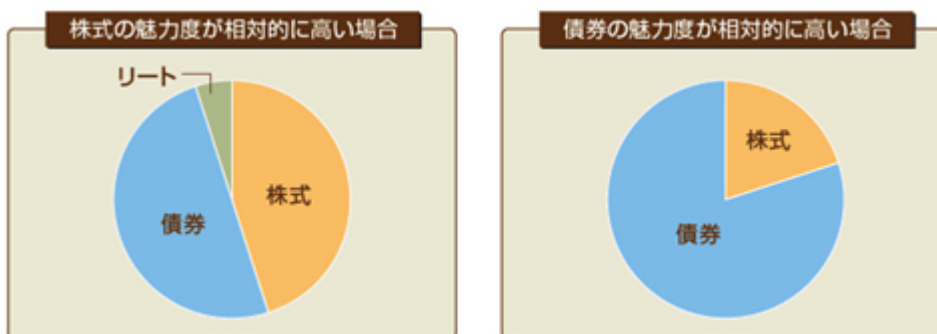 株式の魅力度が相対的に高い場合
リート
株式
債券
債券の魅力度が相対的に高い場合
株式
債券